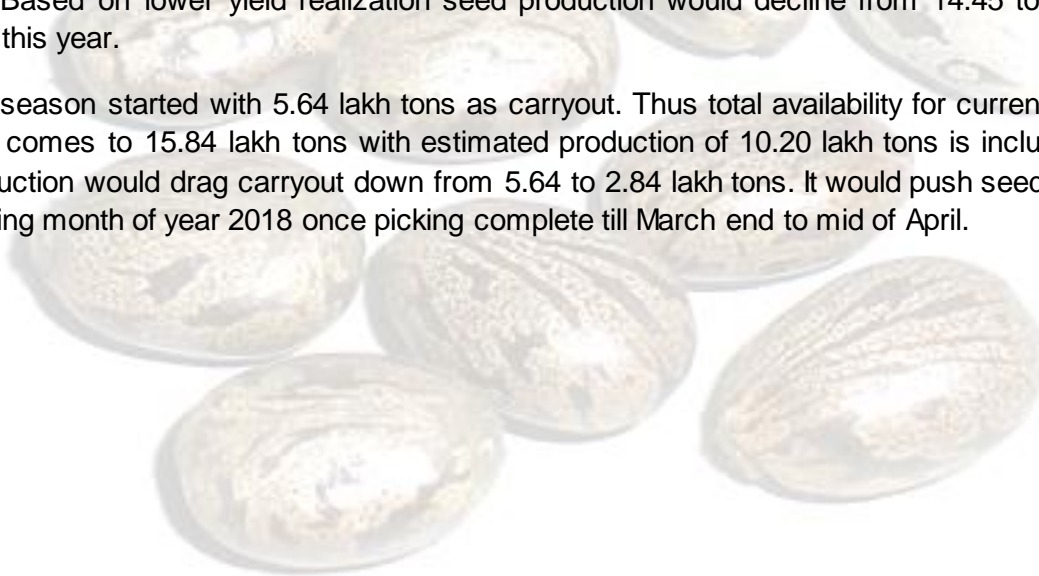 Based on lower yield realization seed production would decline from 14.45 to
this year.
season started with 5.64 lakh tons as carryout. Thus total availability for curren
comes to 15.84 lakh tons with estimated production of 10.20 lakh tons is inclu
uction would drag carryout down from 5.64 to 2.84 lakh tons. It would push seed
ing month of year 2018 once picking complete till March end to mid of April.